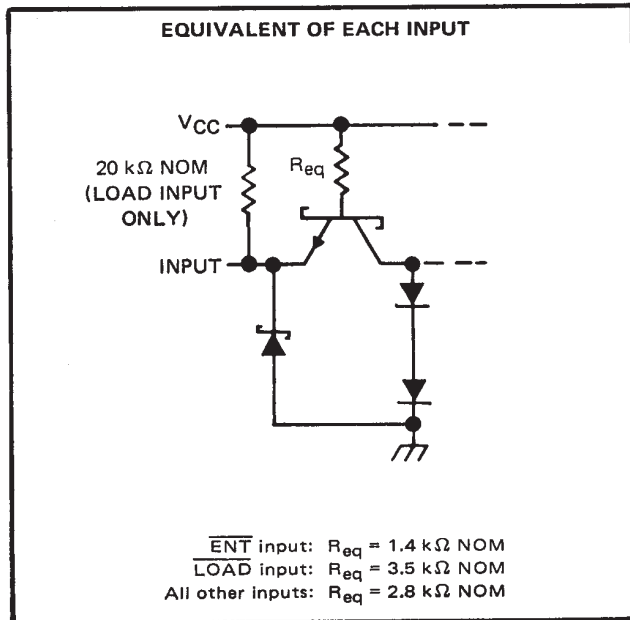 EQUIVALENT OF EACH INPUT
VCC
20 kΩ NOM
(LOAD INPUT
ONLY)
Req
INPUT
ENT input: Req = 1.4 kΩ NOM
LOAD input: Req = 3.5 kΩ NOM
All other inputs: Req = 2.8 kΩ NOM